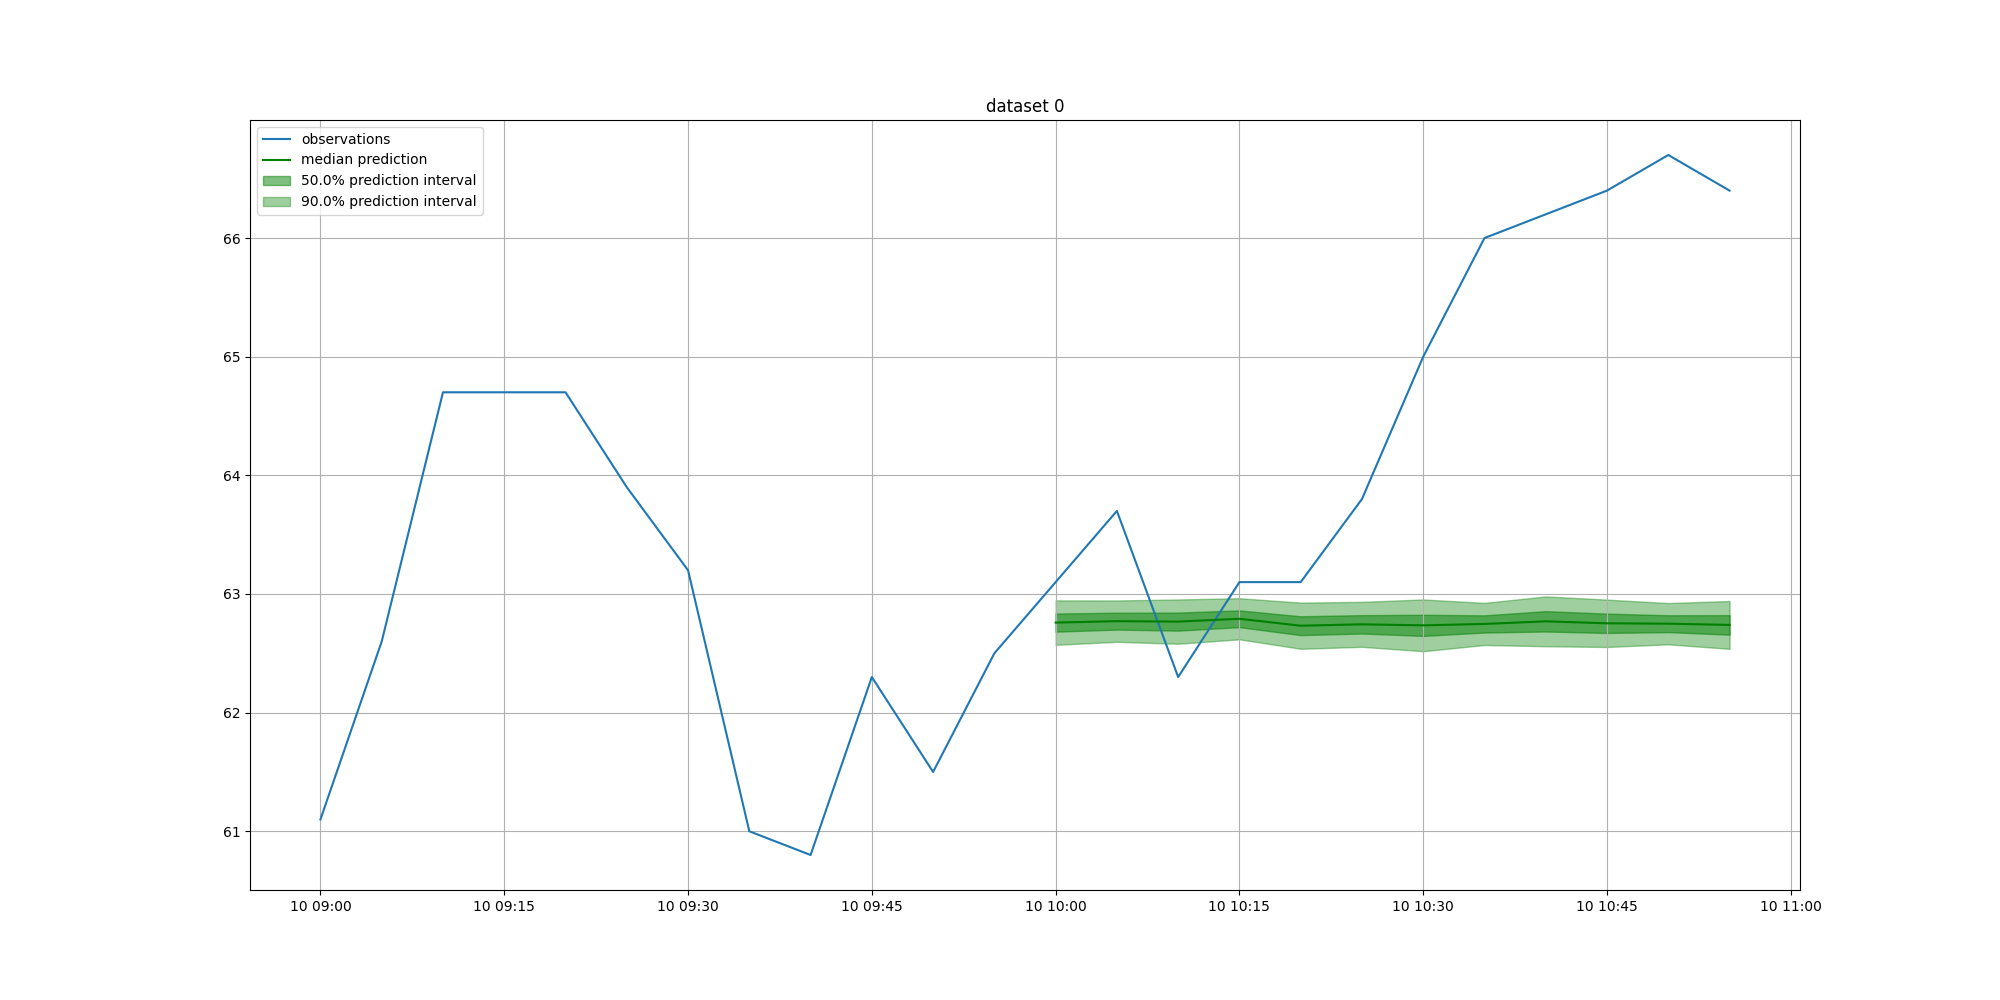 dataset 0
observations
median prediction
50.0% prediction interval
90.0% prediction interval
66
65
64
63
62
61
10 09:00 10 09:15 10 09:30 10 09:45 10 10:00 10 10:15 10 10:30 10 10:45 10 11:00